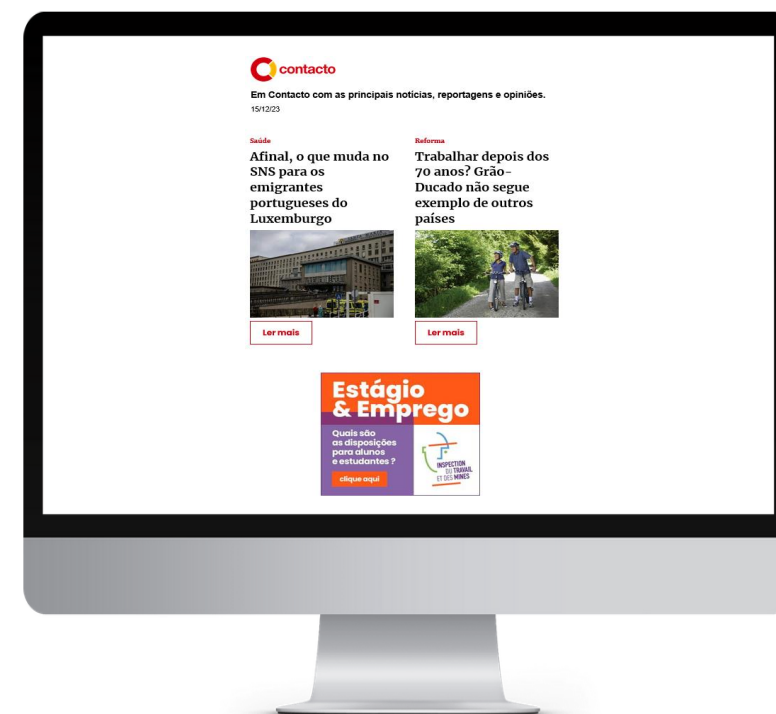 contacto
Em Contacto com as principais notícias, reportagens e opiniões.
15/12/23
Saúde
Afinal, o que muda no
SNS para os
emigrantes
portugueses do
Luxemburgo
Ler mais
Reforma
Trabalhar depois dos
70 anos? Grão-
Ducado não segue
exemplo de outros
países
Ler mais
Estágio
& Emprego
Quais são
as disposições
para alunos
e estudantes ?
clique aqui
INSPECTION
DU TRAVAIL
ET DES MINES